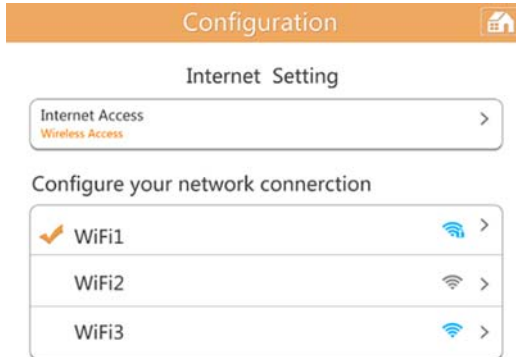 Configuration
Internet Setting
Internet Access
Wireless Access
Configure your network connerction
WiFi1
WiFi2
WiFi3